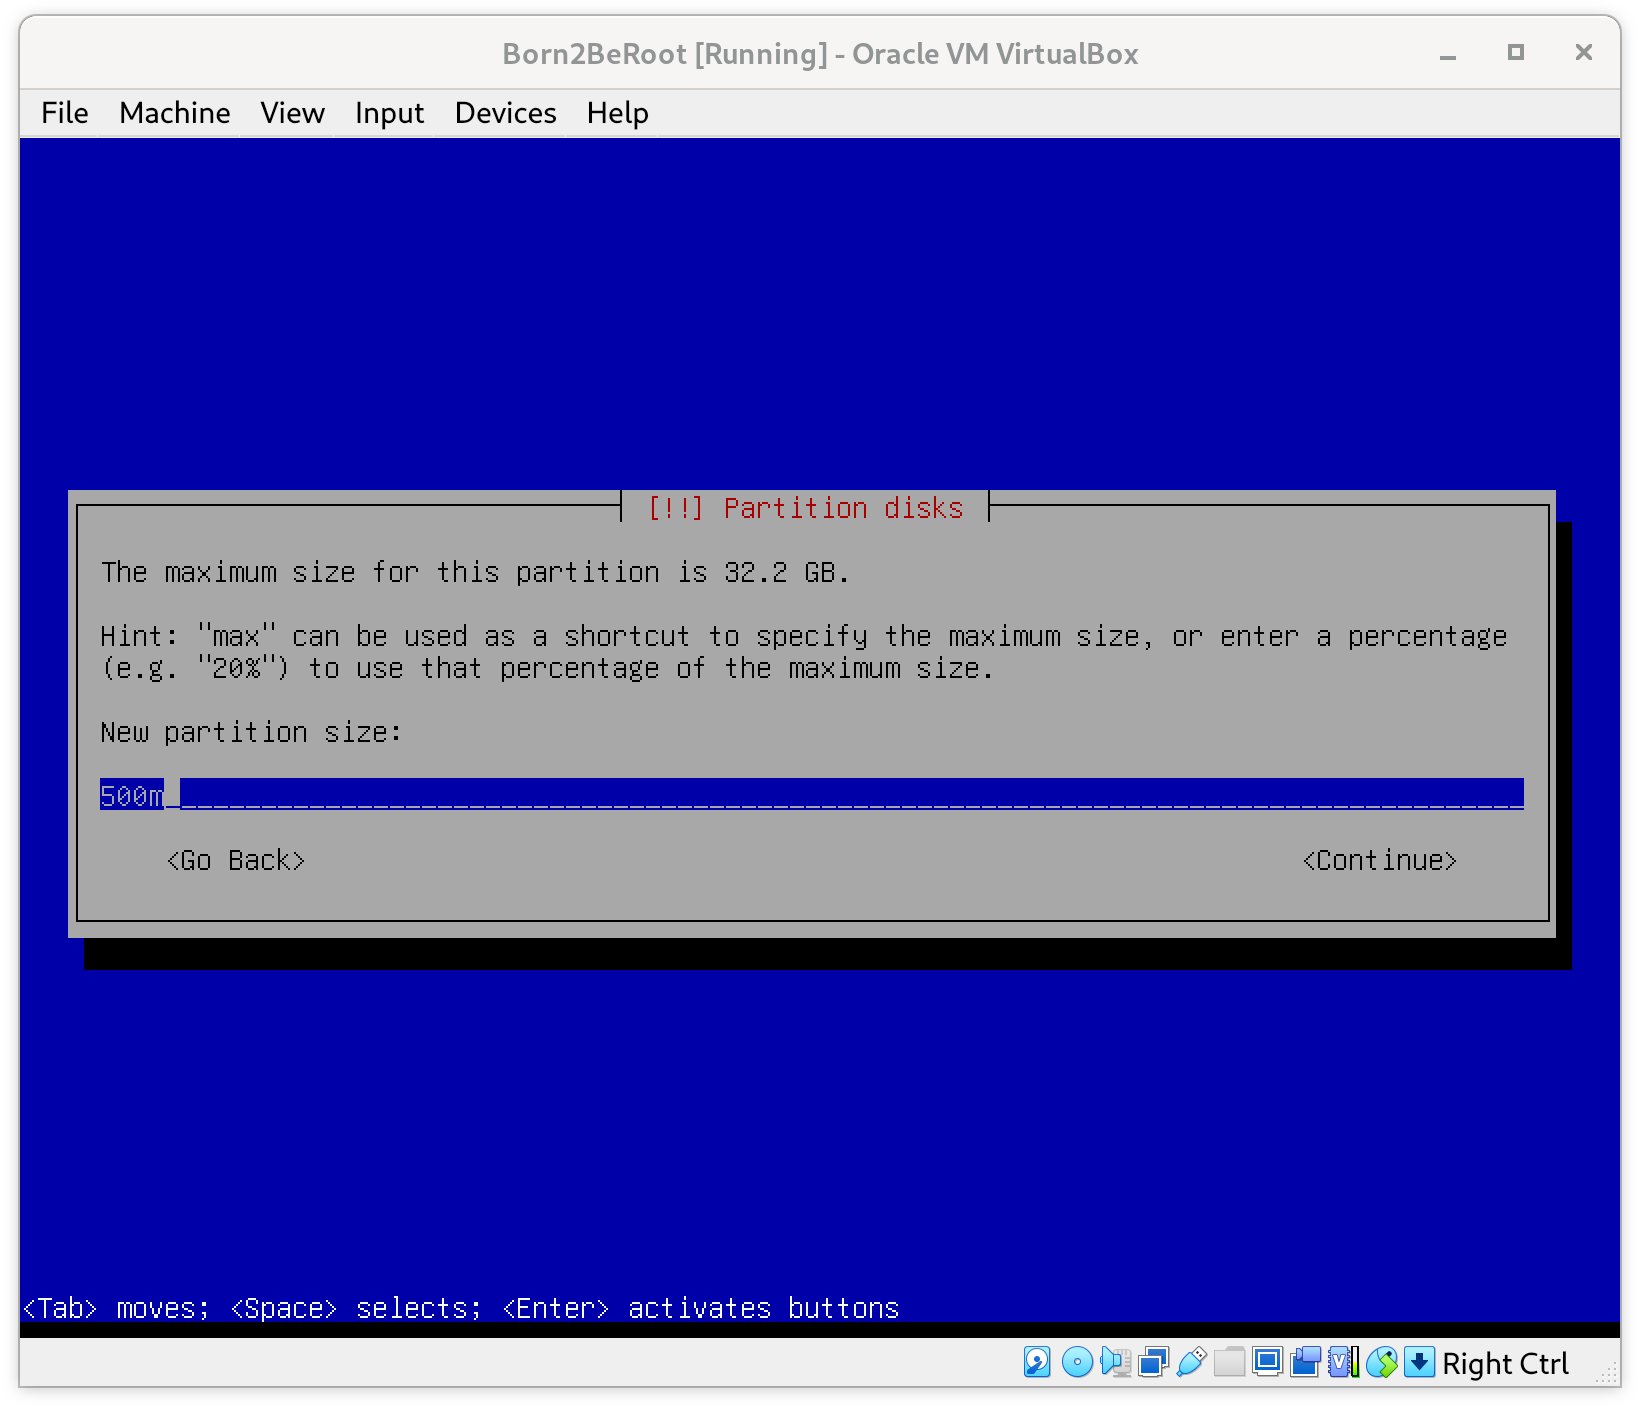 Born2BeRoot [Running] - Oracle VM VirtualBox
File Machine View Input Devices Help
[!!] Partition disks
The maximum size for this partition is 32.2 GB.
Hint: "max" can be used as a shortcut to specify the maximum size, or enter a percentage
(e.g. "20%") to use that percentage of the maximum size.
New partition size:
500m
<Go Back> <Continue>
<Tab> moves; <Space> selects; <Enter> activates buttons
Right Ctrl